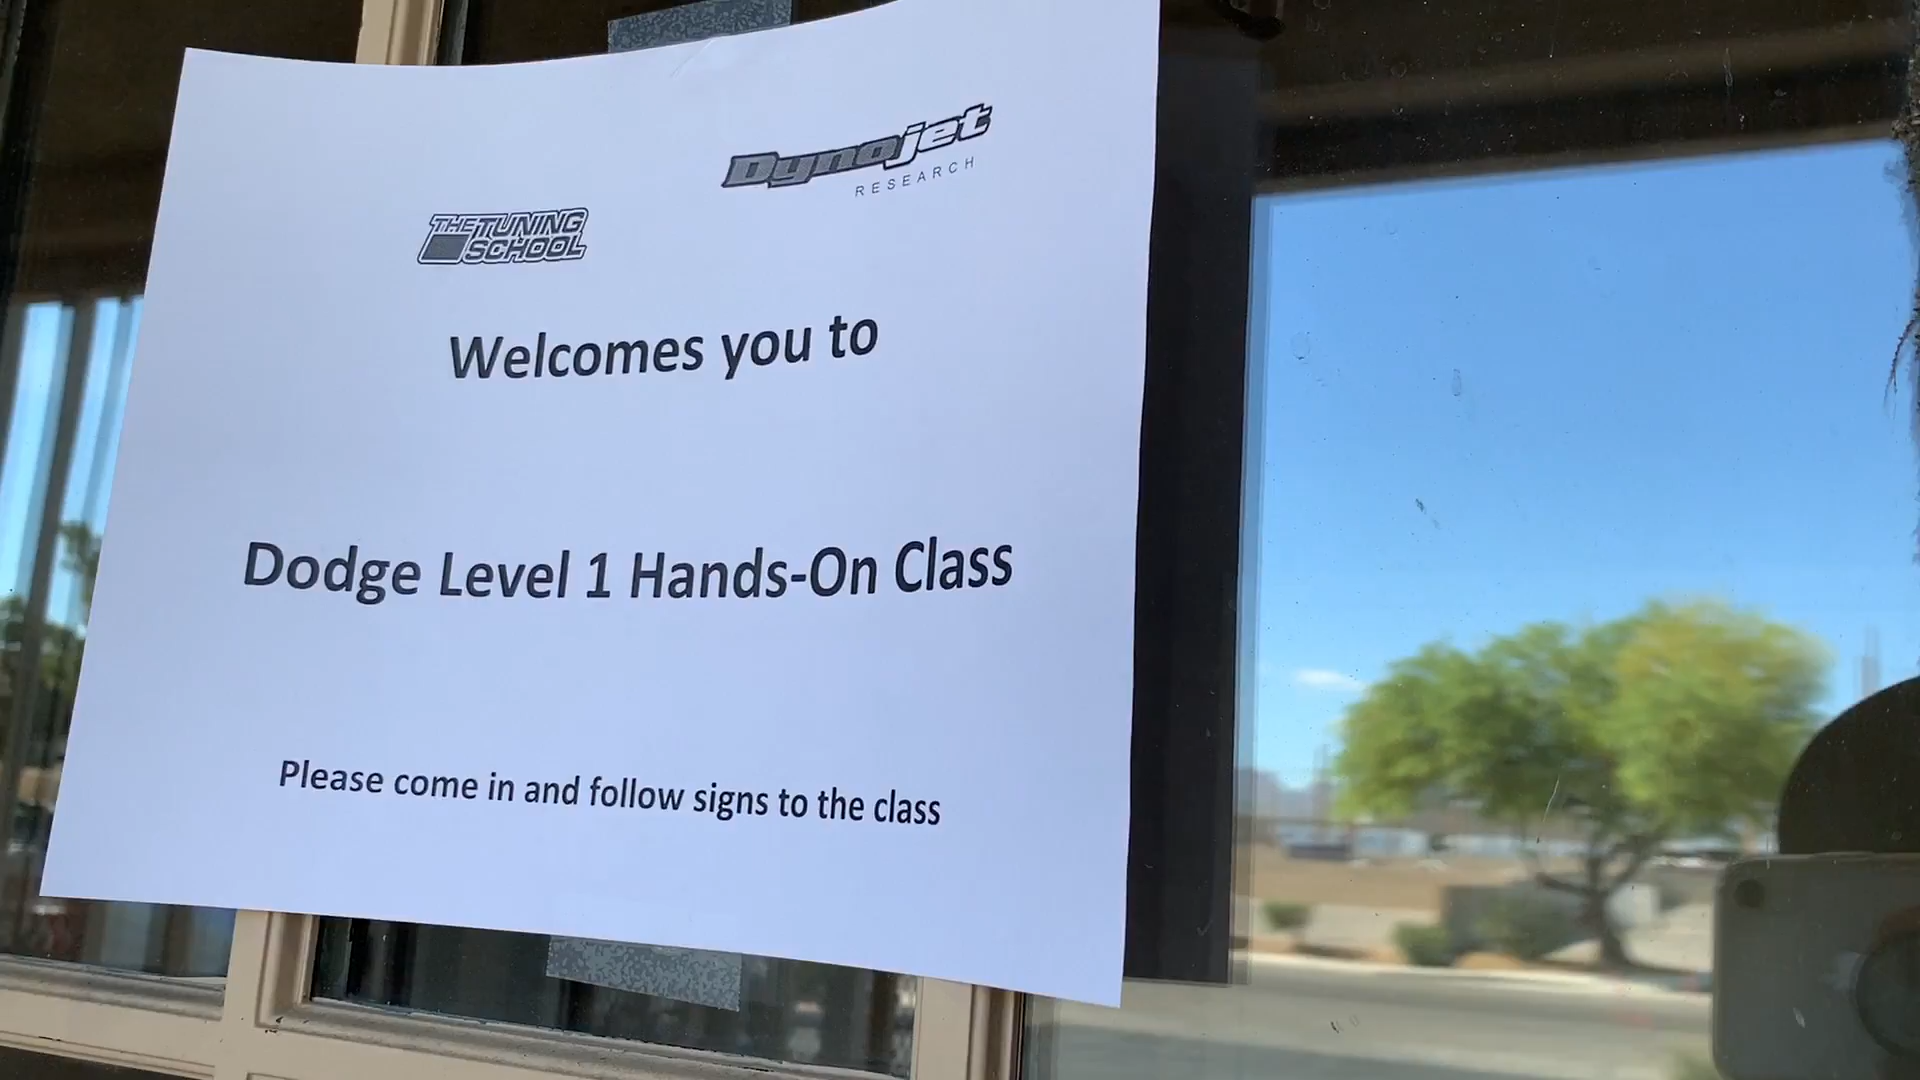 Dynojet
RESEARCH
THE TUNING
SCHOOL
Welcomes you to
Dodge Level 1 Hands-On Class
Please come in and follow signs to the class